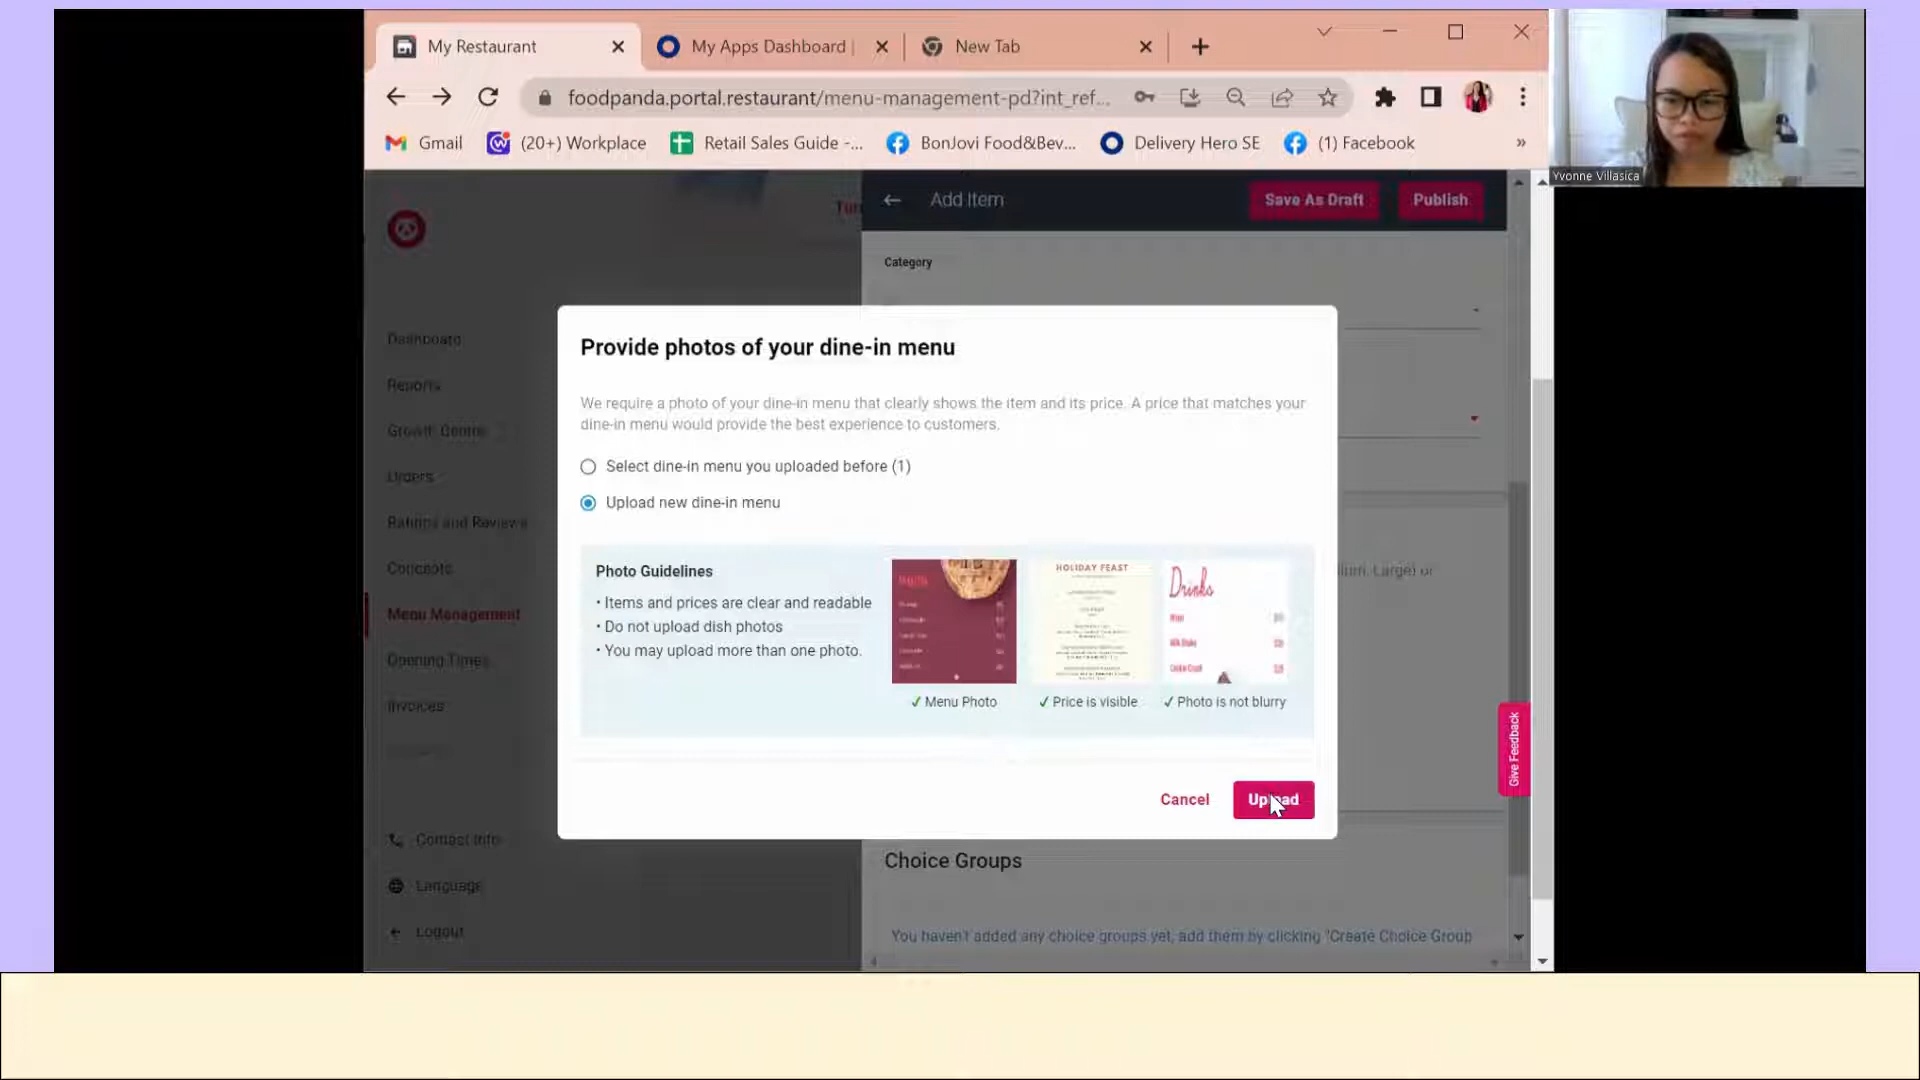 My Restaurant
My Apps Dashboard |
New Tab
foodpanda.portal.restaurant/menu-management-pd?int_ref...
Gmail
(20+) Workplace
Retail Sales Guide -...
BonJovi Food&Bev...
Delivery Hero SE
(1) Facebook
»
Yvonne Villasica
Add Item
Save As Draft
Publish
Category
Dashboard
Reports
Growth Centre
Orders
Ratings and Reviews
Concepts
Menu Management
Opening Times
Invoices
Contact Info
Language
Logout
Provide photos of your dine-in menu
We require a photo of your dine-in menu that clearly shows the item and its price. A price that matches your
dine-in menu would provide the best experience to customers.
Select dine-in menu you uploaded before (1)
Upload new dine-in menu
Photo Guidelines
• Items and prices are clear and readable
• Do not upload dish photos
• You may upload more than one photo.
HOLIDAY FEAST
Drinks
✓ Menu Photo
✓ Price is visible
✓ Photo is not blurry
Cancel
Upload
Large) or
Give Feedback
Choice Groups
You haven't added any choice groups yet, add them by clicking "Create Choice Group